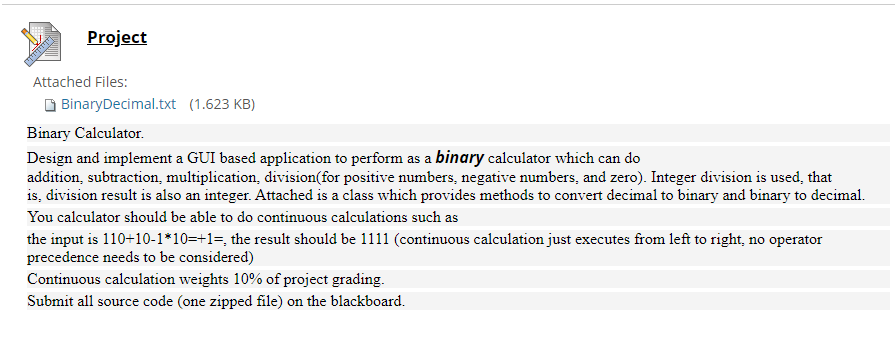 Project
Attached Files:
BinaryDecimal.txt (1.623 KB)
Binary Calculator.
Design and implement a GUI based application to perform as a binary calculator which can do
addition, subtraction, multiplication, division(for positive numbers, negative numbers, and zero). Integer division is used, that
is, division result is also an integer. Attached is a class which provides methods to convert decimal to binary and binary to decimal.
You calculator should be able to do continuous calculations such as
the input is 110+10-1*10=+1=, the result should be 1111 (continuous calculation just executes from left to right, no operator
precedence needs to be considered)
Continuous calculation weights 10% of project grading.
Submit all source code (one zipped file) on the blackboard.